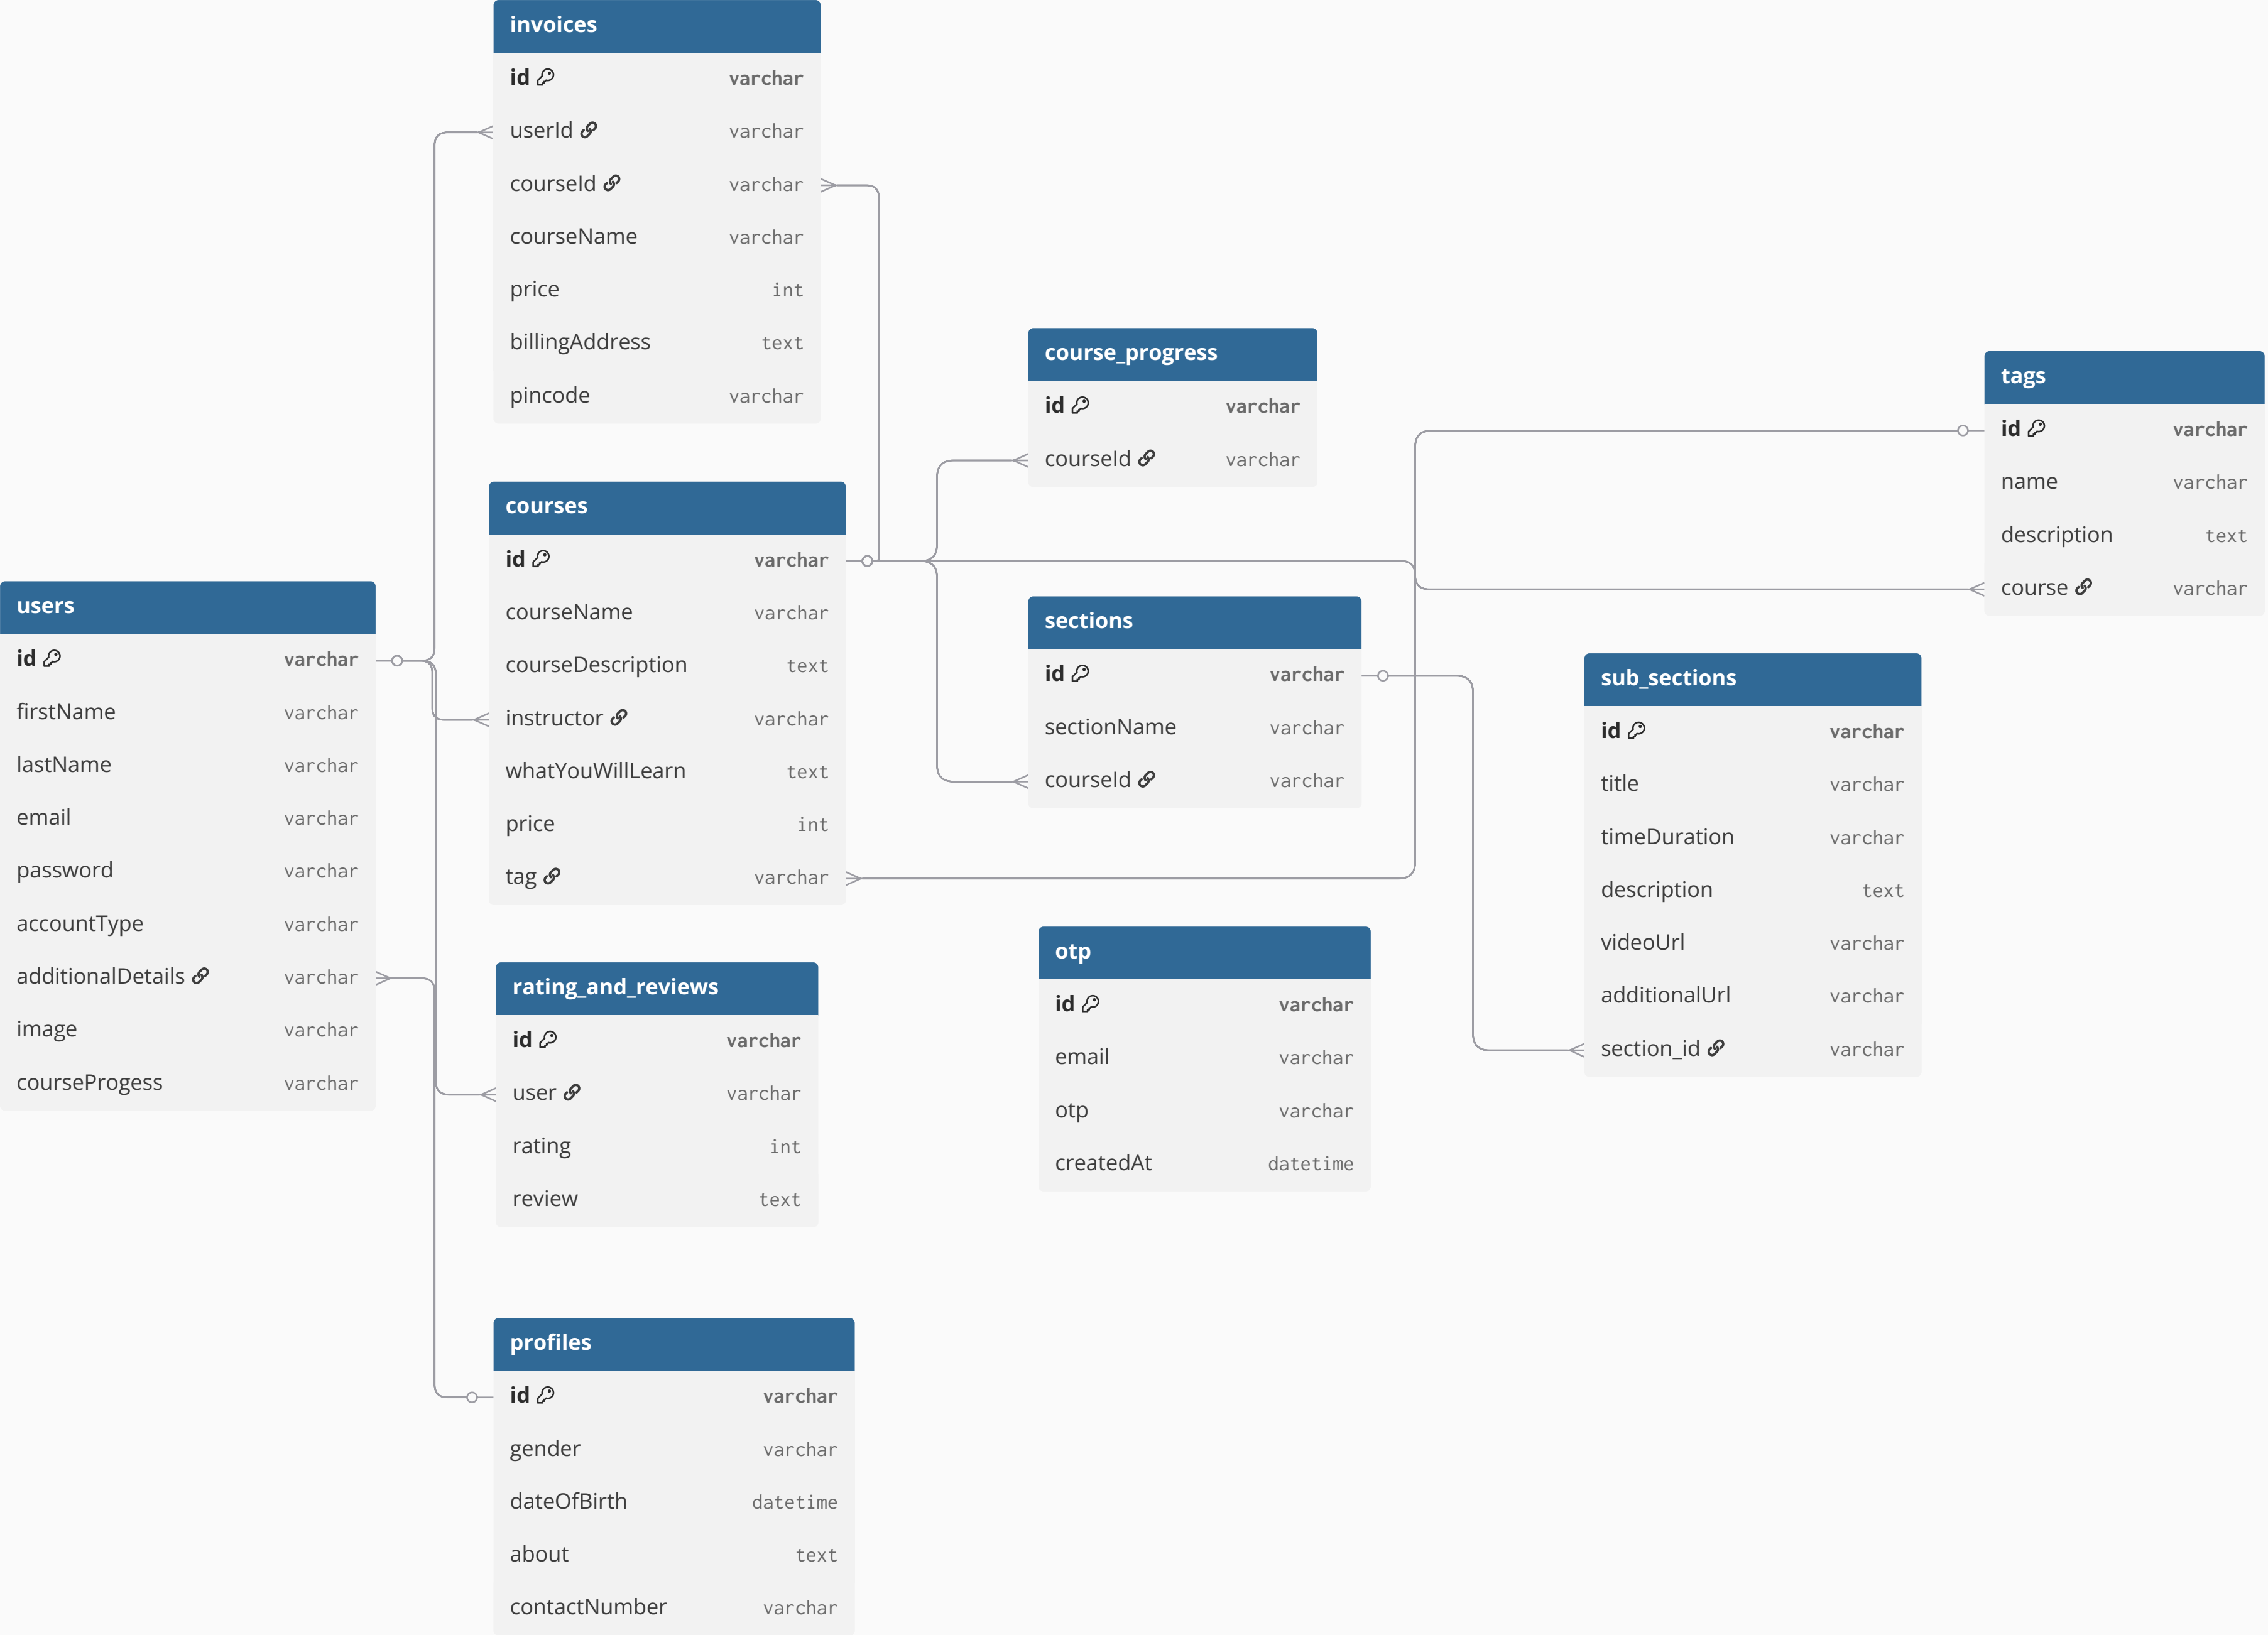 invoices
id varchar
userId varchar
courseId varchar
courseName varchar
price int
billingAddress text
pincode varchar
courses
id varchar
courseName varchar
courseDescription text
instructor varchar
whatYouWillLearn text
price int
tag varchar
users
id varchar
firstName varchar
lastName varchar
email varchar
password varchar
accountType varchar
additionalDetails varchar
image varchar
courseProgess varchar
rating_and_reviews
id varchar
user varchar
rating int
review text
profiles
id varchar
gender varchar
dateOfBirth datetime
about text
contactNumber varchar
course_progress
id varchar
courseId varchar
sections
id varchar
sectionName varchar
courseId varchar
otp
id varchar
email varchar
otp varchar
createdAt datetime
sub_sections
id varchar
title varchar
timeDuration varchar
description text
videoUrl varchar
additionalUrl varchar
section_id varchar
tags
id varchar
name varchar
description text
course varchar